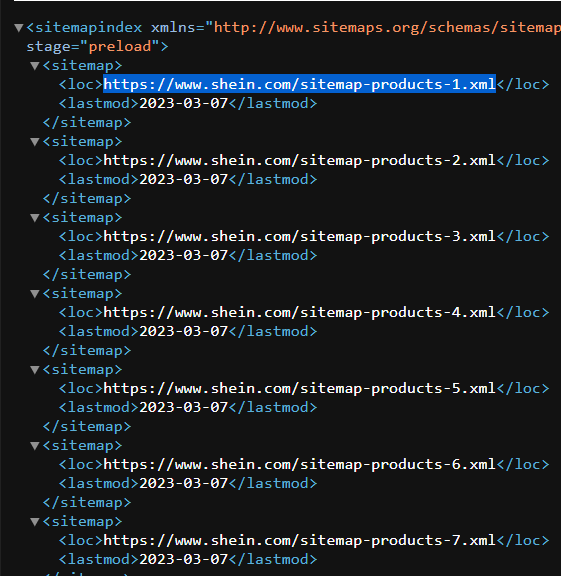 ▼<sitemapindex xmlns="http://www.sitemaps.org/schemas/sitemap
stage="preload">
▼<sitemap>
<loc>https://www.shein.com/sitemap-products-1.xml</loc>
<lastmod>2023-03-07</lastmod>
</sitemap>
▼<sitemap>
<loc>https://www.shein.com/sitemap-products-2.xml</loc>
<lastmod>2023-03-07</lastmod>
</sitemap>
▼<sitemap>
<loc>https://www.shein.com/sitemap-products-3.xml</loc>
<lastmod>2023-03-07</lastmod>
</sitemap>
▼<sitemap>
<loc>https://www.shein.com/sitemap-products-4.xml</loc>
<lastmod>2023-03-07</lastmod>
</sitemap>
▼<sitemap>
<loc>https://www.shein.com/sitemap-products-5.xml</loc>
<lastmod>2023-03-07</lastmod>
</sitemap>
▼<sitemap>
<loc>https://www.shein.com/sitemap-products-6.xml</loc>
<lastmod>2023-03-07</lastmod>
</sitemap>
▼<sitemap>
<loc>https://www.shein.com/sitemap-products-7.xml</loc>
<lastmod>2023-03-07</lastmod>